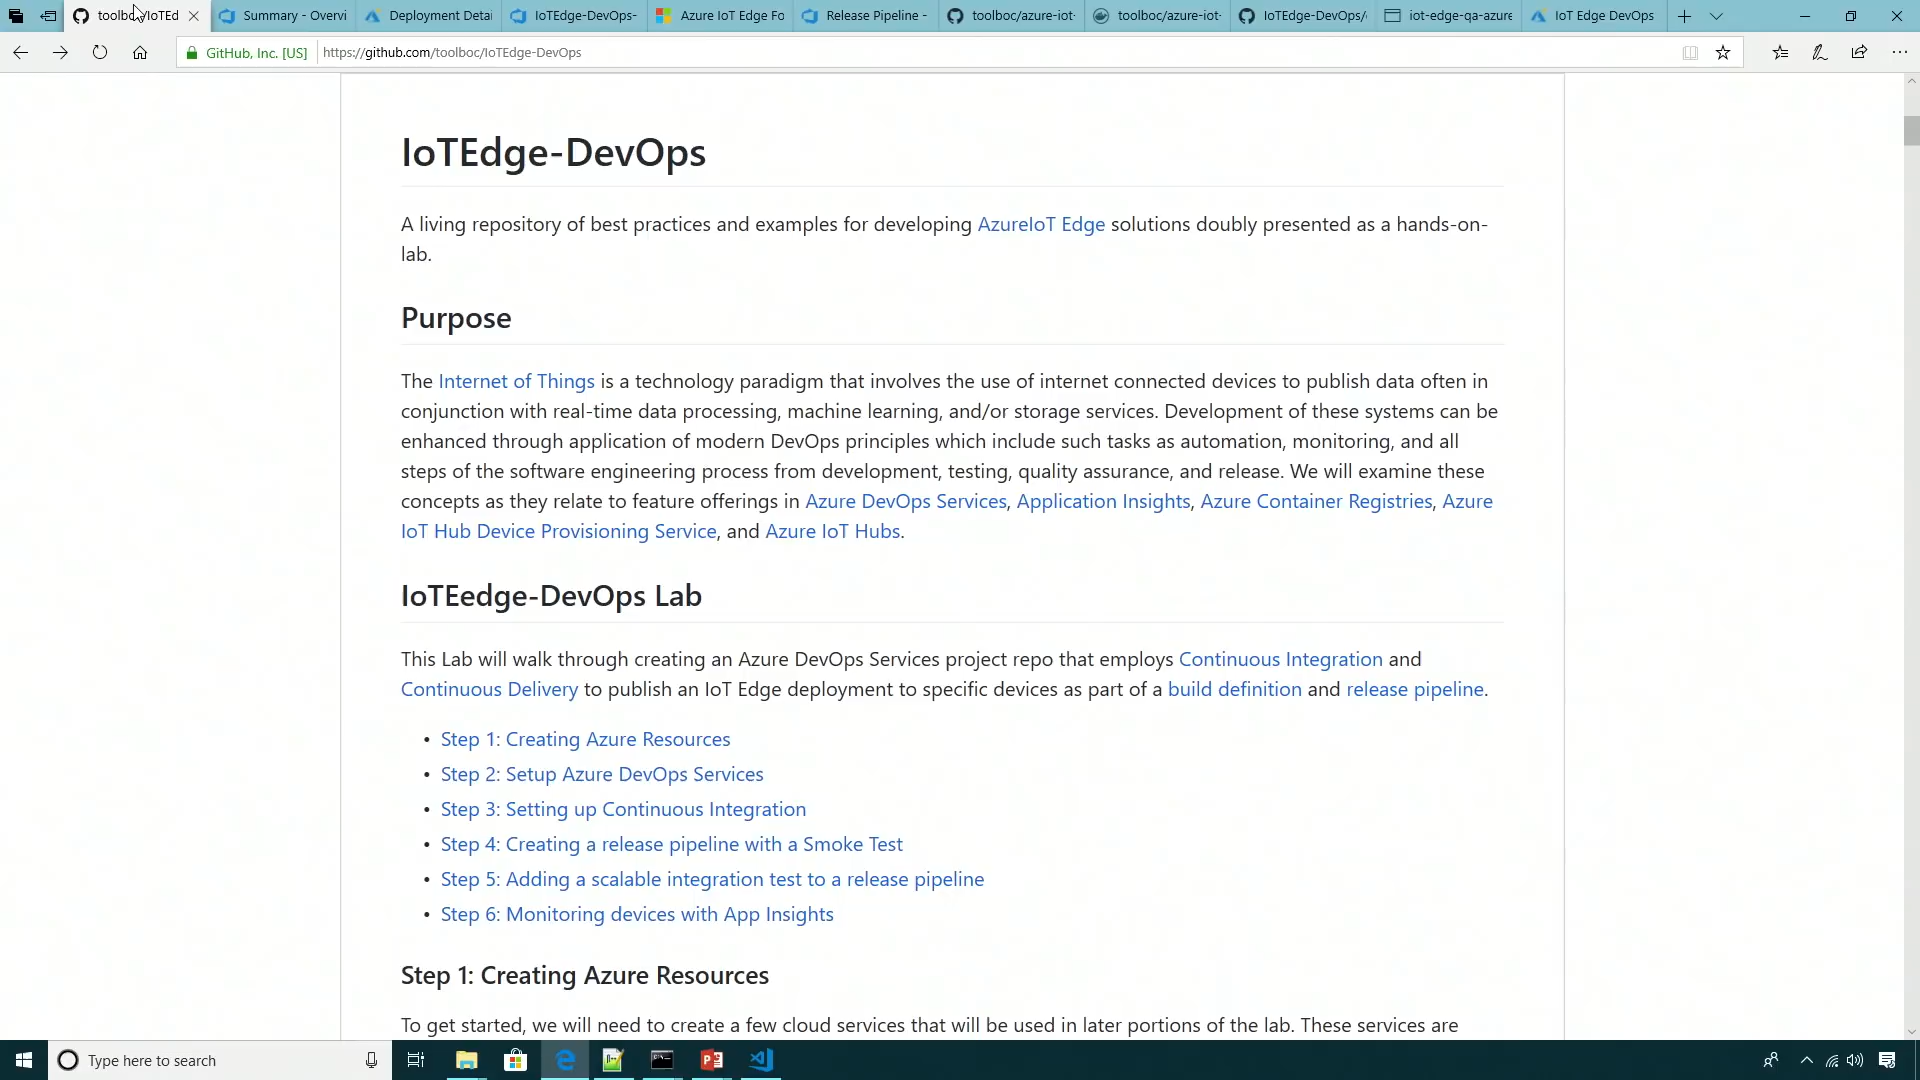 toolboc/IoTEd
Summary - Overvi
Deployment Detai
IoTEdge-DevOps-
Azure IoT Edge Fo
Release Pipeline -
toolboc/azure-iot-
toolboc/azure-iot-
IoTEdge-DevOps/
iot-edge-qa-azure
IoT Edge DevOps
GitHub, Inc. [US]
https://github.com/toolboc/IoTEdge-DevOps
IoTEdge-DevOps
A living repository of best practices and examples for developing AzureIoT Edge solutions doubly presented as a hands-on-
lab.
Purpose
The Internet of Things is a technology paradigm that involves the use of internet connected devices to publish data often in
conjunction with real-time data processing, machine learning, and/or storage services. Development of these systems can be
enhanced through application of modern DevOps principles which include such tasks as automation, monitoring, and all
steps of the software engineering process from development, testing, quality assurance, and release. We will examine these
concepts as they relate to feature offerings in Azure DevOps Services, Application Insights, Azure Container Registries, Azure
IoT Hub Device Provisioning Service, and Azure IoT Hubs.
IoTEedge-DevOps Lab
This Lab will walk through creating an Azure DevOps Services project repo that employs Continuous Integration and
Continuous Delivery to publish an IoT Edge deployment to specific devices as part of a build definition and release pipeline.
• Step 1: Creating Azure Resources
• Step 2: Setup Azure DevOps Services
• Step 3: Setting up Continuous Integration
• Step 4: Creating a release pipeline with a Smoke Test
• Step 5: Adding a scalable integration test to a release pipeline
• Step 6: Monitoring devices with App Insights
Step 1: Creating Azure Resources
To get started, we will need to create a few cloud services that will be used in later portions of the lab. These services are
Type here to search